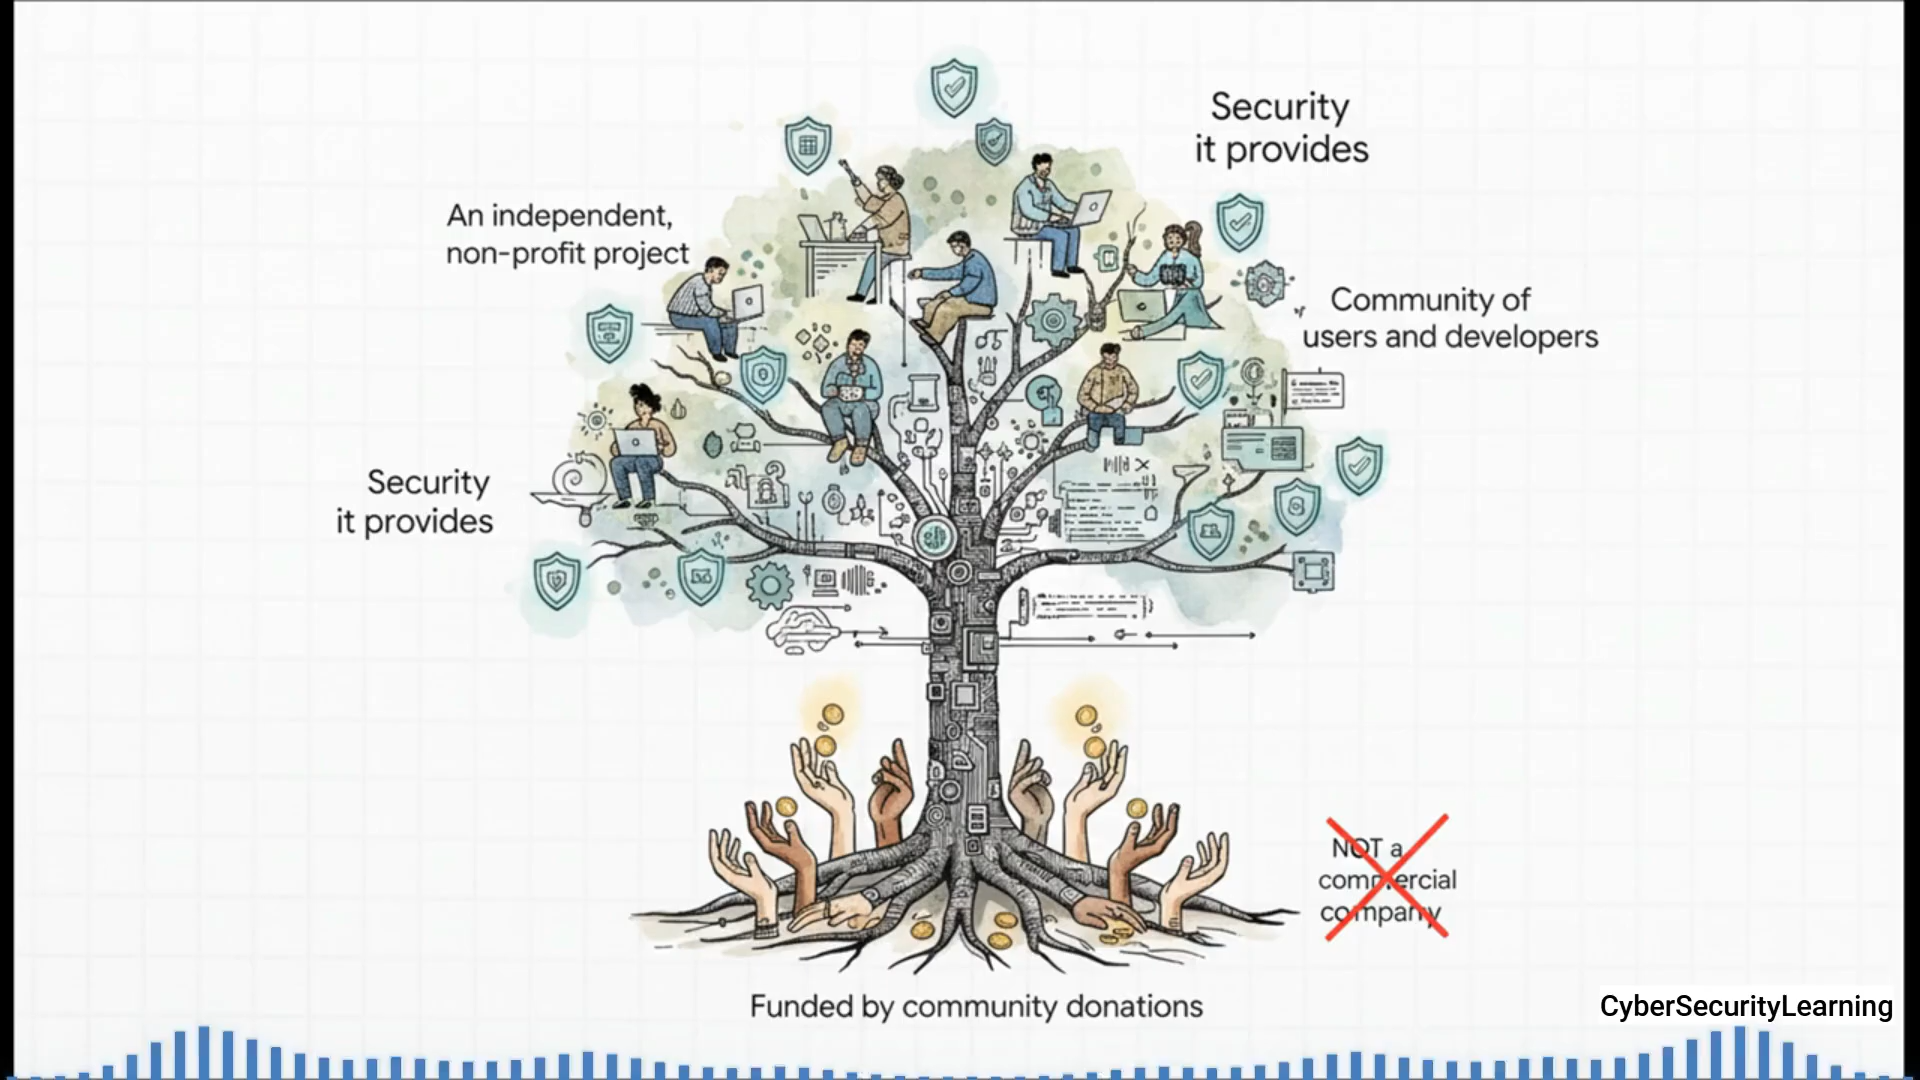 Security
it provides
An independent,
non-profit project
Community of
users and developers
Security
it provides
NOT a
commercial
company
Funded by community donations
CyberSecurityLearning